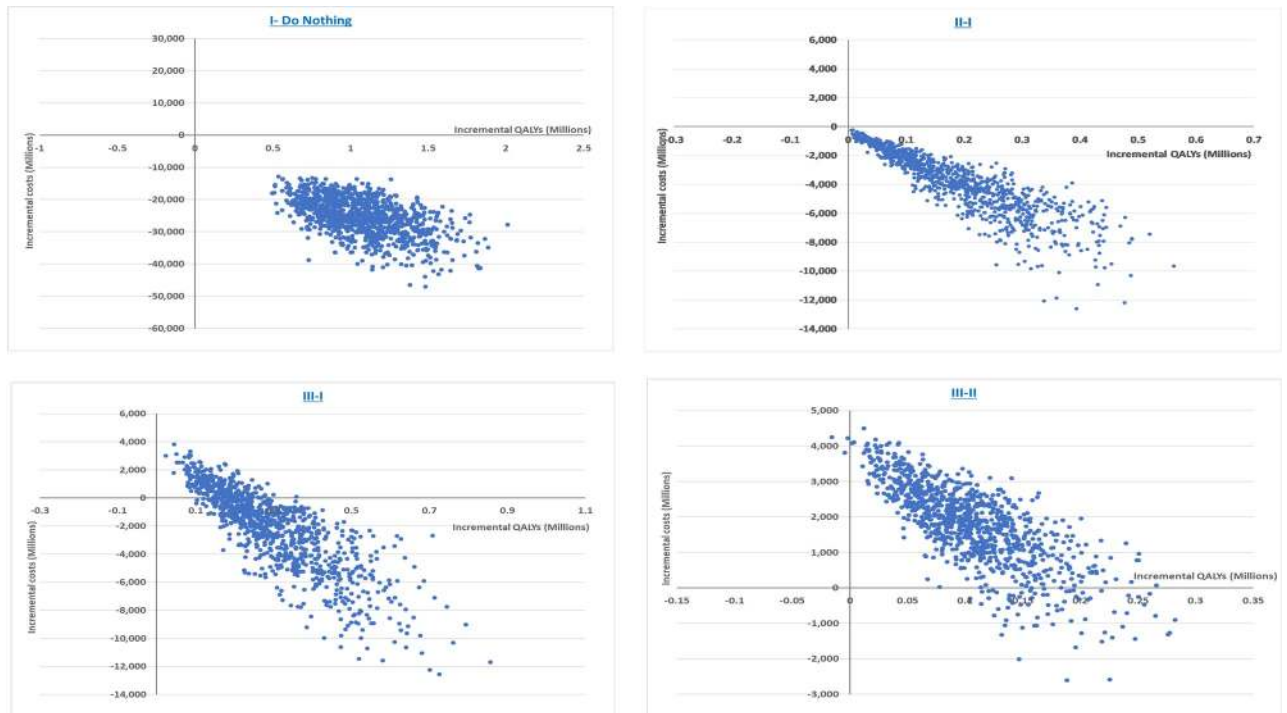 I- Do Nothing
30,000
20,000
10,000
0
Incremental QALYs (Millions)
-1 -0.5 0 0.5 1 1.5 2 2.5
-10,000
-20,000
-30,000
-40,000
-50,000
-60,000
Incremental costs (Millions)
II-I
6,000
4,000
2,000
0
-0.3 -0.2 -0.1 0 0.1 0.2 0.3 0.4 0.5 0.6 0.7
Incremental QALYs (Millions)
-2,000
-4,000
-6,000
-8,000
-10,000
-12,000
-14,000
Incremental costs (Millions)
III-I
6,000
4,000
2,000
0
-0.3 -0.1 0.1 0.5 0.7 0.9 1.1
Incremental QALYs (Millions)
-2,000
-4,000
-6,000
-8,000
-10,000
-12,000
-14,000
Incremental costs (Millions)
III-II
5,000
4,000
3,000
2,000
1,000
Incremental QALYs (Millions)
0
-0.15 -0.1 -0.05 0 0.05 0.1 0.15 0.2 0.25 0.3 0.35
-1,000
-2,000
-3,000
Incremental costs (Millions)